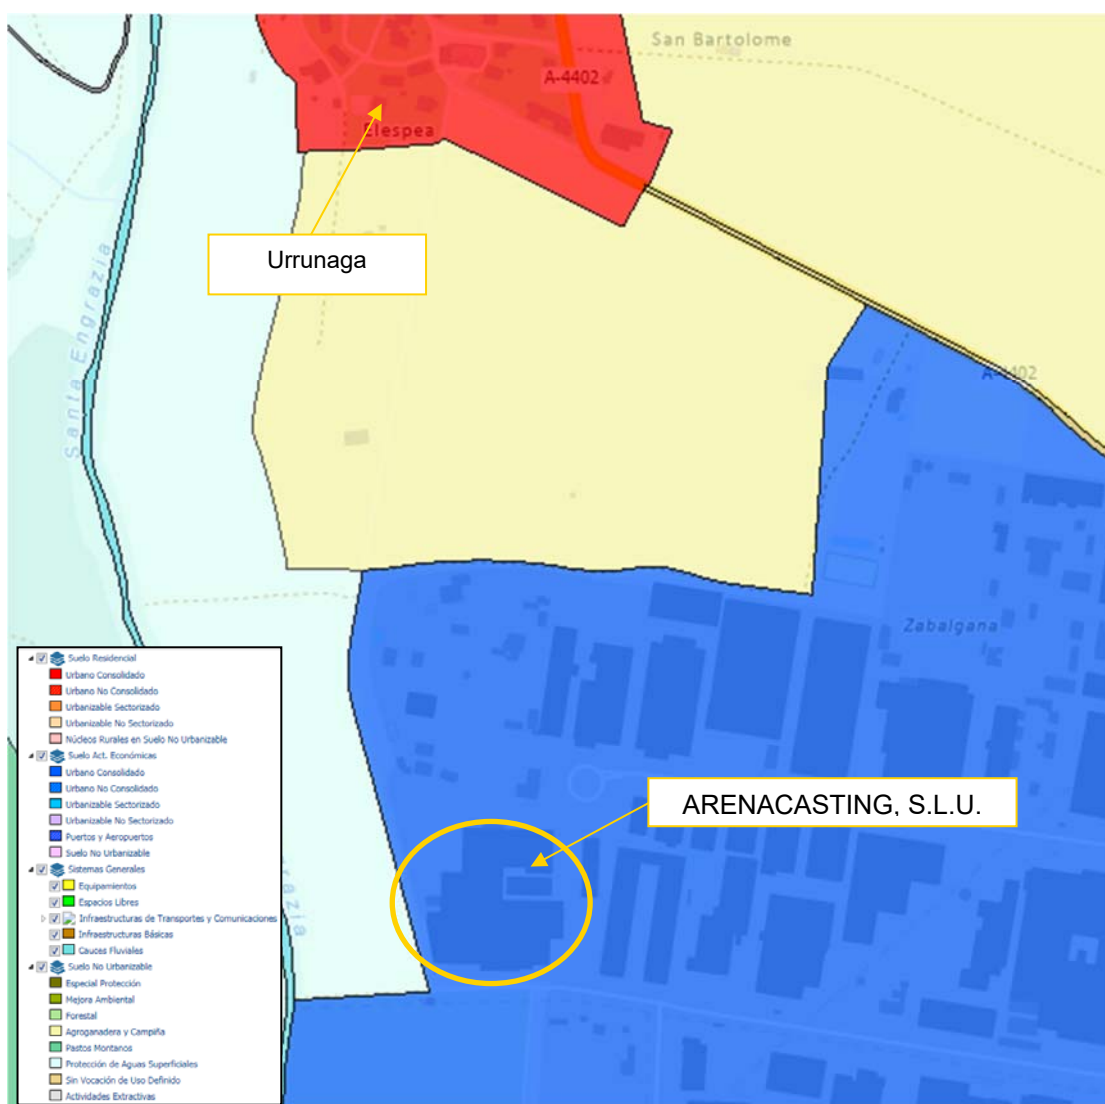 San Bartolome
A-4402
Elespea
Urrunaga
Santa Engrazia
A-4402
Zabalgana
ARENACASTING, S.L.U.
Suelo Residencial
Urbano Consolidado
Urbano No Consolidado
Urbanizable Sectorizado
Urbanizable No Sectorizado
Núcleos Rurales en Suelo No Urbanizable
Suelo Act. Económicas
Urbano Consolidado
Urbano No Consolidado
Urbanizable Sectorizado
Urbanizable No Sectorizado
Puertos y Aeropuertos
Suelo No Urbanizable
Sistemas Generales
Equipamientos
Espacios Libres
Infraestructuras de Transportes y Comunicaciones
Infraestructuras Básicas
Cauces Fluviales
Suelo No Urbanizable
Especial Protección
Mejora Ambiental
Forestal
Agroganadera y Campiña
Pastos Montanos
Protección de Aguas Superficiales
Sin Vocación de Uso Definido
Actividades Extractivas